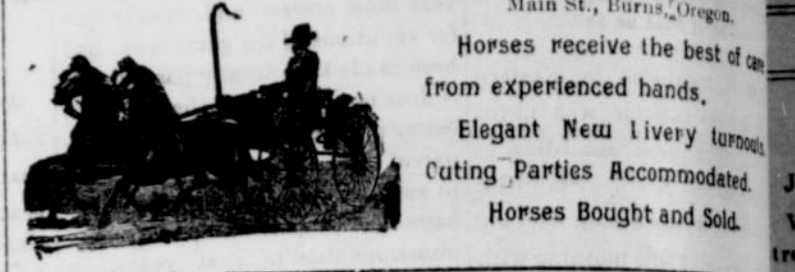 Main St., Burns, Oregon.
Horses receive the best of care
from experienced hands.
Elegant New Livery turnouts.
Outing Parties Accommodated.
Horses Bought and Sold.